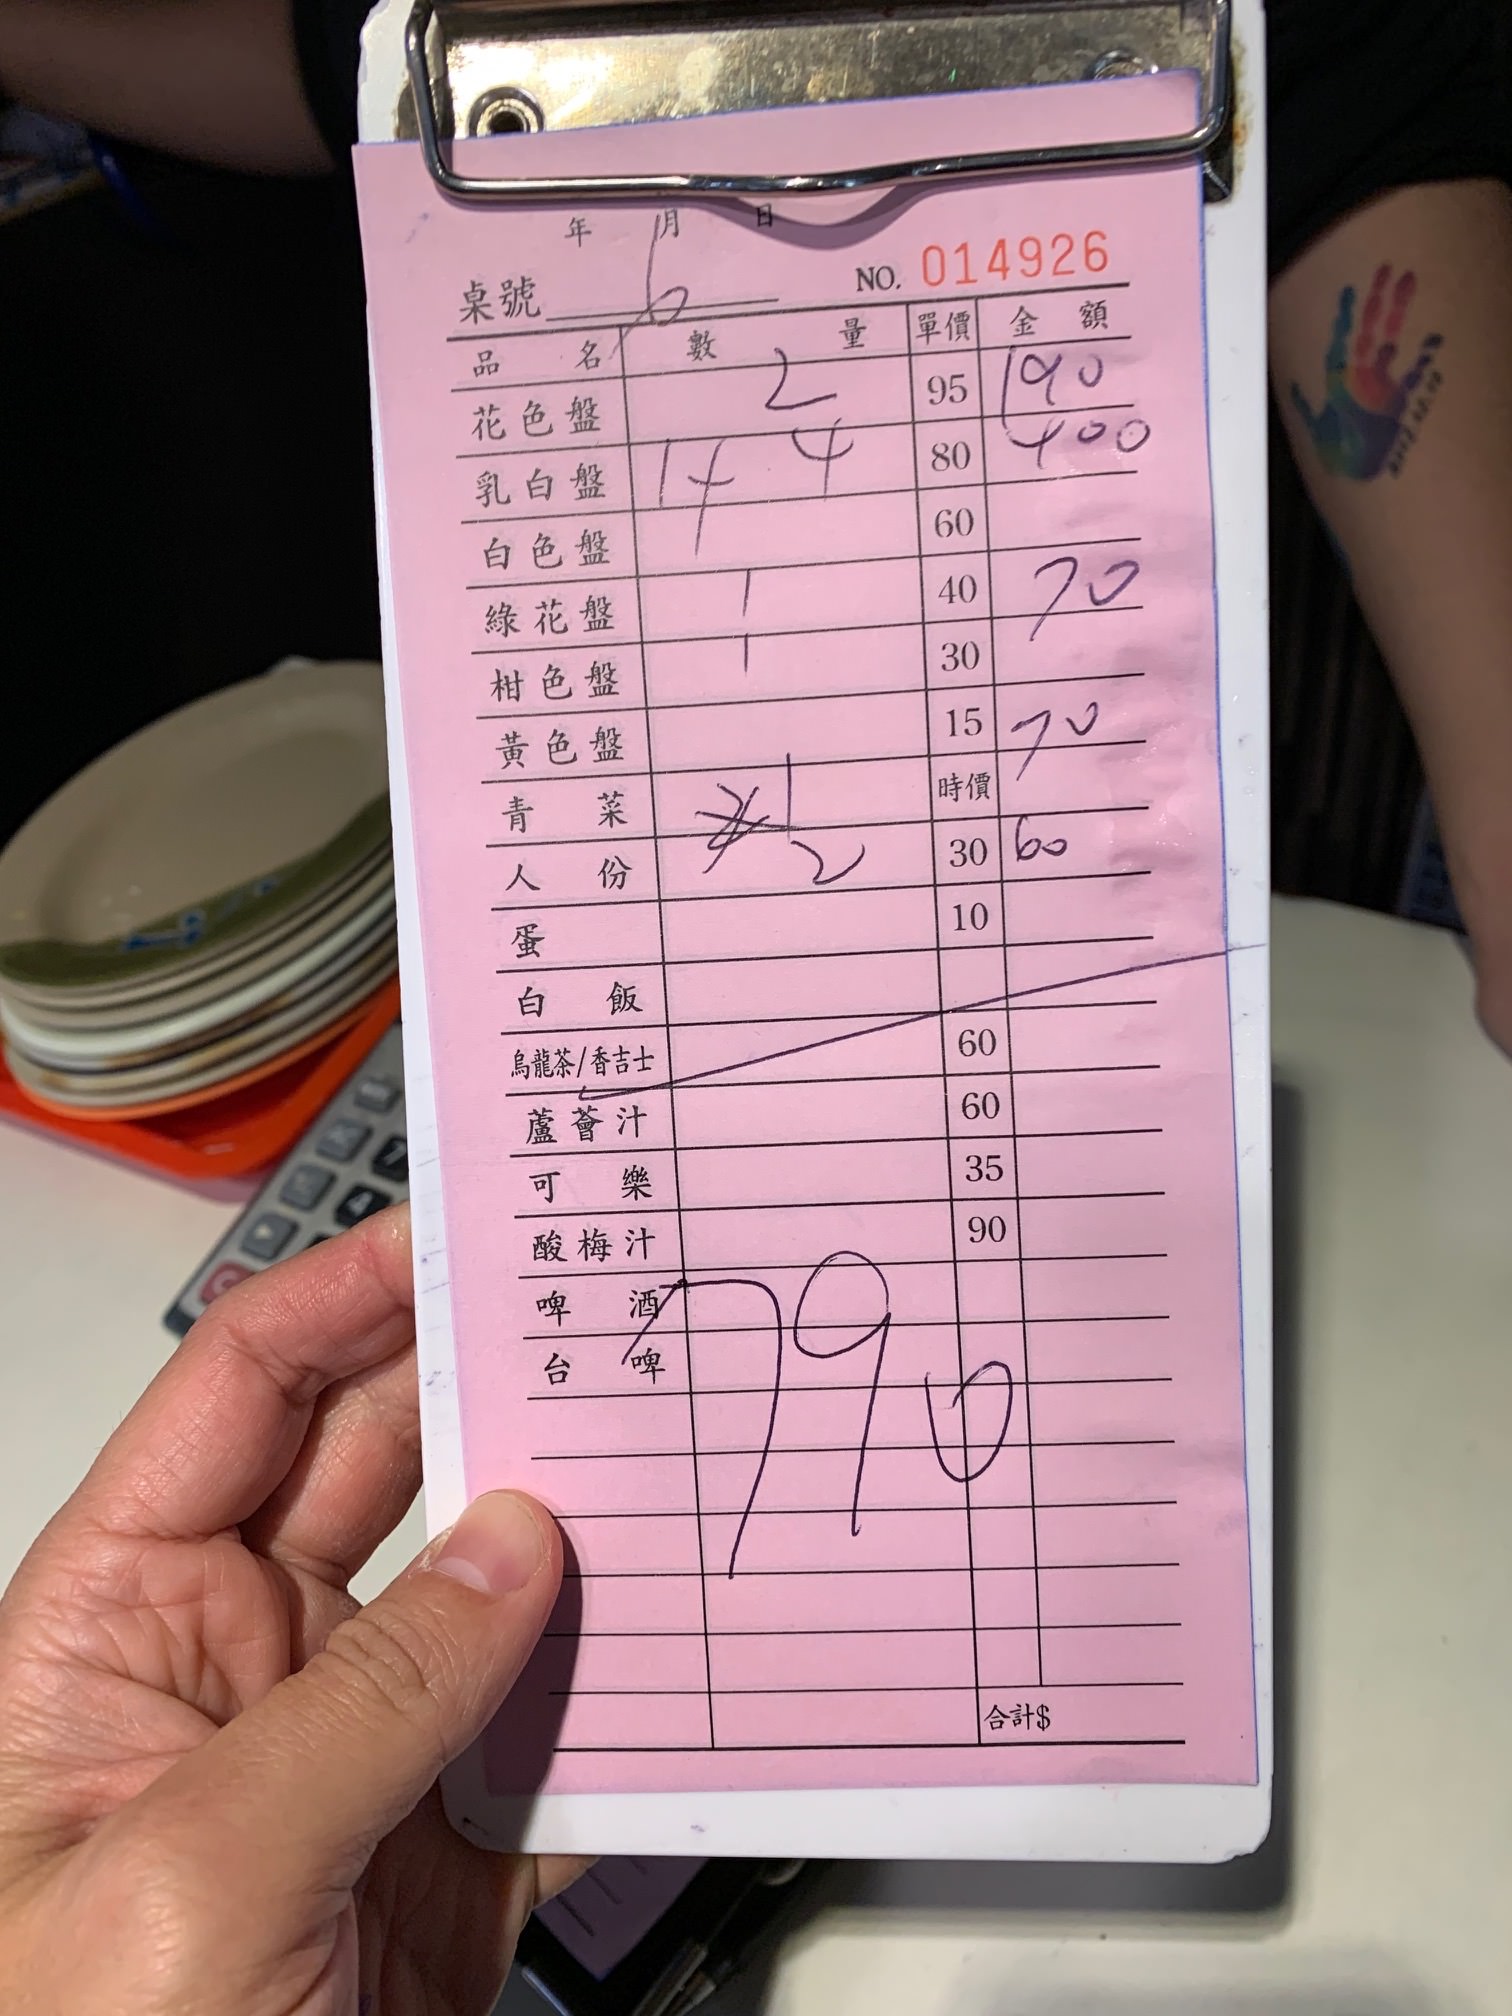 年 月 日
桌號 6 NO. 014926
品名 數量 單價 金額
花色盤 2 95 190
乳白盤 1+4 80 400
白色盤 60
綠花盤 1 40 70
柑色盤 1 30
黃色盤 15 70
青菜 1 時價
人份 2 30 60
蛋 10
白飯
烏龍茶/香吉士 60
蘆薈汁 60
可樂 35
酸梅汁 90
啤酒
台啤
790
合計$